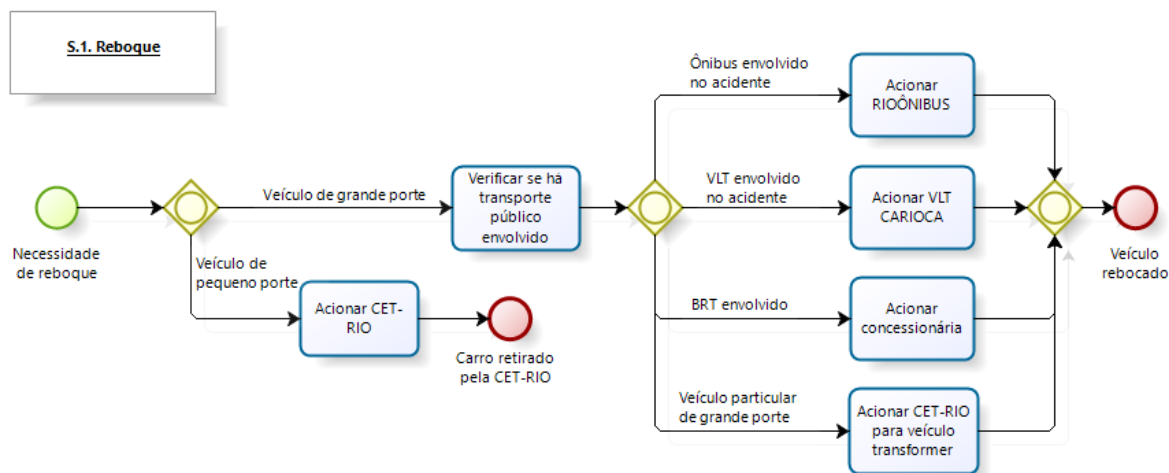 S.1. Reboque
Necessidade
de reboque
Veículo de grande porte
Veículo de
pequeno porte
Acionar CET-
RIO
Carro retirado
pela CET-RIO
Verificar se há
transporte
público
envolvido
Ônibus envolvido
no acidente
Acionar
RIOÔNIBUS
VLT envolvido
no acidente
Acionar VLT
CARIOCA
BRT envolvido
Acionar
concessionária
Veículo particular
de grande porte
Acionar CET-RIO
para veículo
transformer
Veículo
rebocado